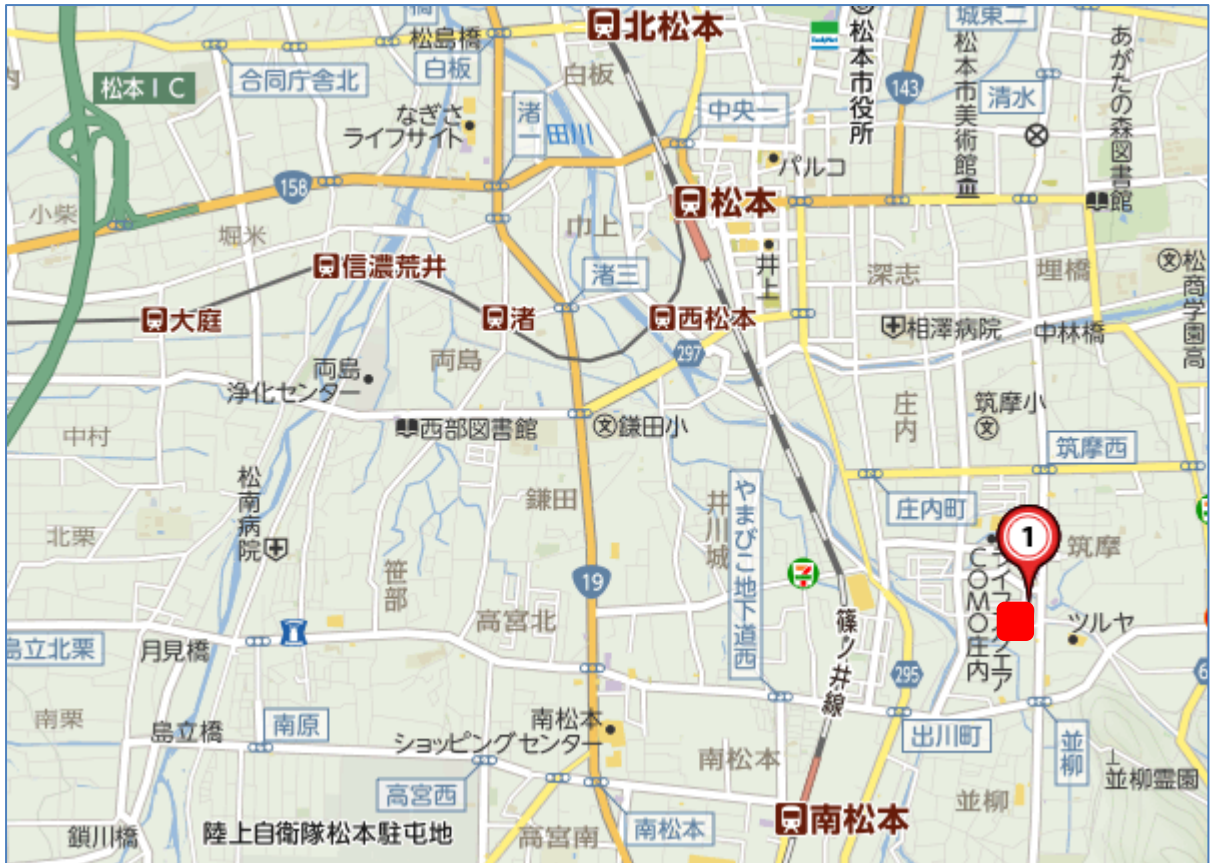 北松本
城東二
松島橋
松本IC
合同庁舎北
白板
白板
松本市役所
FamilyMart
143
松本市美術館
清水
あがたの森図書館
なぎさ
ライフサイト
渚一
田川
中央一
パルコ
158
小柴
堀米
巾上
松本
井上
深志
埋橋
松商学園高
信濃荒井
渚三
大庭
渚
西松本
相澤病院
中林橋
297
両島
両島
浄化センター
西部図書館
鎌田小
庄内
筑摩小
中村
筑摩西
松南病院
鎌田
井川城
やまびこ地下道西
庄内町
北栗
1
筑摩
笹部
19
COMO庄内
高宮北
篠ノ井線
ツルヤ
島立北栗
月見橋
295
6
南栗
島立橋
南原
南松本
ショッピングセンター
出川町
並柳
南松本
並柳霊園
高宮西
並柳
鎖川橋
陸上自衛隊松本駐屯地
高宮南
南松本
南松本